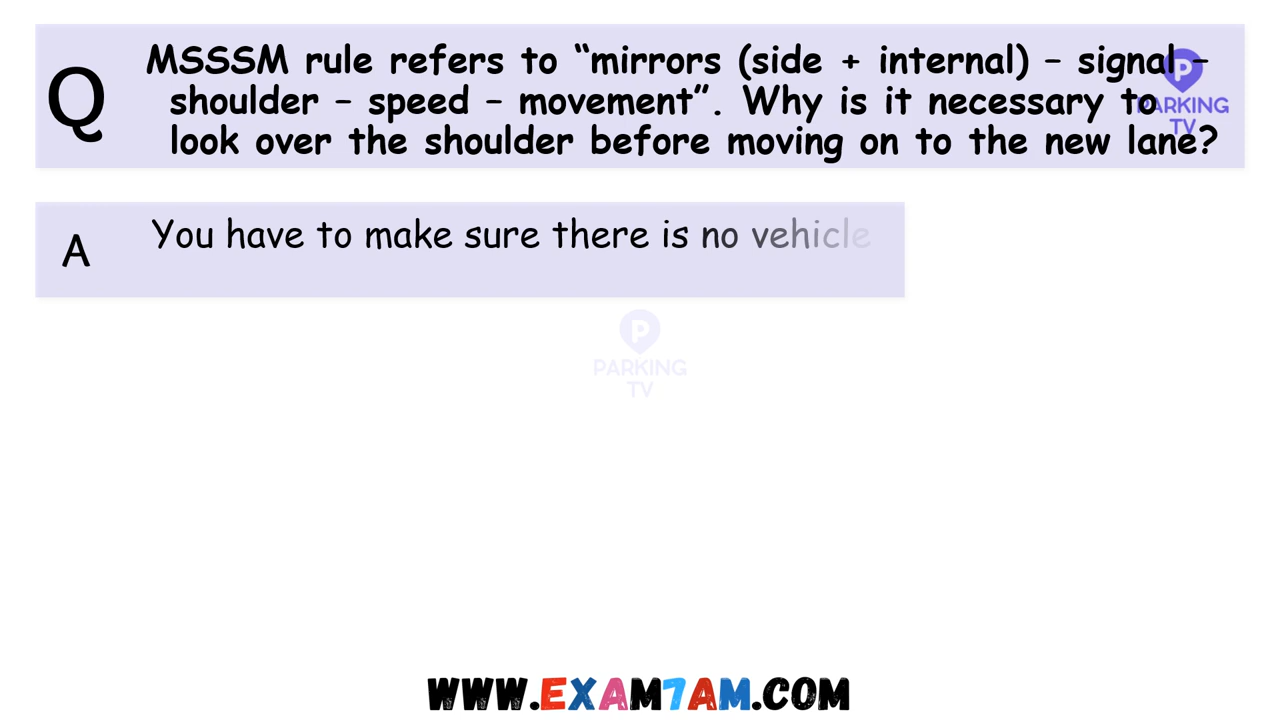 Q
MSSSM rule refers to “mirrors (side + internal) – signal –
shoulder – speed – movement”. Why is it necessary to
look over the shoulder before moving on to the new lane?
PARKING
TV
A
You have to make sure there is no vehicle
PARKING
TV
WWW.EXAM7AM.COM